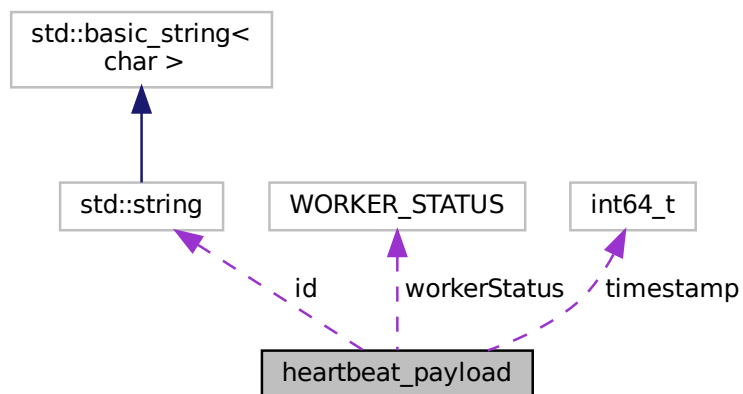 std::basic_string<
char >
std::string
WORKER_STATUS
int64_t
id
workerStatus
timestamp
heartbeat_payload